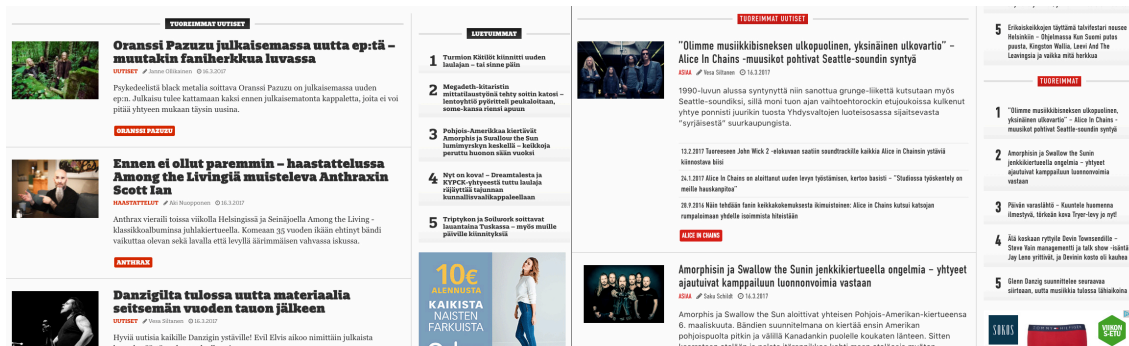 TUOREIMMAT UUTISET
Oranssi Pazuzu julkaisemassa uutta ep:tä –
muutakin faniherkkua luvassa
UUTISET Janne Ollikainen 16.3.2017
Psykedeelistä black metalia soittava Oranssi Pazuzu on julkaisemassa uuden
ep:n. Julkaisu tulee kattamaan kaksi ennen julkaisematonta kappaletta, joita ei voi
pitää yhtyeen mukaan täysin uusina.
ORANSSI PAZUZU
Ennen ei ollut paremmin – haastattelussa
Among the Livingiä muisteleva Anthraxin
Scott Ian
HAASTATTELUT Aki Nuopponen 16.3.2017
Anthrax vieraili toissa viikolla Helsingissä ja Seinäjoella Among the Living -
klassikkoalbuminsa juhlakiertueella. Komeaan 35 vuoden ikään ehtinyt bändi
vaikuttaa olevan sekä lavalla että levyllä äärimmäisen vahvassa iskussa.
ANTHRAX
Danzigilta tulossa uutta materiaalia
seitsemän vuoden tauon jälkeen
UUTISET Vesa Siltanen 16.3.2017
Hyviä uutisia kaikille Danzigin ystäville! Evil Elvis aikoo nimittäin julkaista
LUETUIMMAT
1 Turmion Kätilöt kiinnitti uuden
laulajan – tai sinne päin
2 Megadeth-kitaristin
mittatilaustyönä tehty soitin katosi –
lentoyhtiö pyöritteli peukaloitaan,
some-kansa riensi apuun
3 Pohjois-Amerikkaa kiertävät
Amorphis ja Swallow the Sun
lumimyrskyn keskellä – keikkoja
peruttu huonon sään vuoksi
4 Nyt on kova! – Dreamtalesta ja
KYPCK-yhtyeestä tuttu laulaja
räjäyttää tajunnan
kunnallisvaalikappaleellaan
5 Triptykon ja Soilwork soittavat
lauantaina Tuskassa – myös muille
päiville kiinnityksiä
10€
ALENNUSTA
KAIKISTA
NAISTEN
FARKUISTA
TUOREIMMAT UUTISET
"Olimme musiikkibisneksen ulkopuolinen, yksinäinen ulkovartio" –
Alice In Chains -muusikot pohtivat Seattle-soundin syntyä
ASIAA Vesa Siltanen 16.3.2017
1990-luvun alussa syntynyttä niin sanottua grunge-liikettä kutsutaan myös
Seattle-soundiksi, sillä moni tuon ajan vaihtoehtorockin etujoukoissa kulkenut
yhtye ponnisti juurikin tuosta Yhdysvaltojen luoteisosassa sijaitsevasta
"syrjäisestä" suurkaupungista.
13.2.2017 Tuoreeseen John Wick 2 -elokuvaan saatiin soundtrackille kaikkia Alice in Chainsin ystäviä
kiinnostava biisi
24.1.2017 Alice In Chains on aloittanut uuden levyn työstämisen, kertoo basisti – "Studiossa työskentely on
meille hauskanpitoa"
28.9.2016 Näin tehdään fanin keikkakokemuksesta ikimuistoinen: Alice In Chains kutsui katsojan
rumpaloimaan yhdelle isoimmista hiteistään
ALICE IN CHAINS
Amorphisin ja Swallow the Sunin jenkkikiertueella ongelmia – yhtyeet
ajautuivat kamppailuun luonnonvoimia vastaan
ASIAA Saku Schildt 16.3.2017
Amorphis ja Swallow the Sun aloittivat yhteisen Pohjois-Amerikan-kiertueensa
6. maaliskuuta. Bändien suunnitelmana on kiertää ensin Amerikan
pohjoispuolta ja välillä Kanadankin puolelle koukaten länteen. Sitten
5 Erikoiskeikkojen täyttämä talvifestari nousee
Helsinkiin – Ohjelmassa Kun Suomi putos
puusta, Kingston Wallia, Leevi And The
Leavingsia ja vaikka mitä herkkua
TUOREIMMAT
1 "Olimme musiikkibisneksen ulkopuolinen,
yksinäinen ulkovartio" – Alice In Chains -
muusikot pohtivat Seattle-soundin syntyä
2 Amorphisin ja Swallow the Sunin
jenkkikiertueella ongelmia – yhtyeet
ajautuivat kamppailuun luonnonvoimia
vastaan
3 Päivän varaslähtö – Kuuntele huomenna
ilmestyvä, törkeän kova Tryer-levy jo nyt!
4 Älä koskaan ryttyile Devin Townsendille –
Steve Vain managementti ja talk show -isäntä
Jay Leno yrittivät, ja Devinin kosto oli kauhea
5 Glenn Danzig suunnittelee seuraavaa
siirtoaan, uutta musiikkia tulossa lähiaikoina
SOKOS
TOMMY HILFIGER
VIIKON
S-ETU